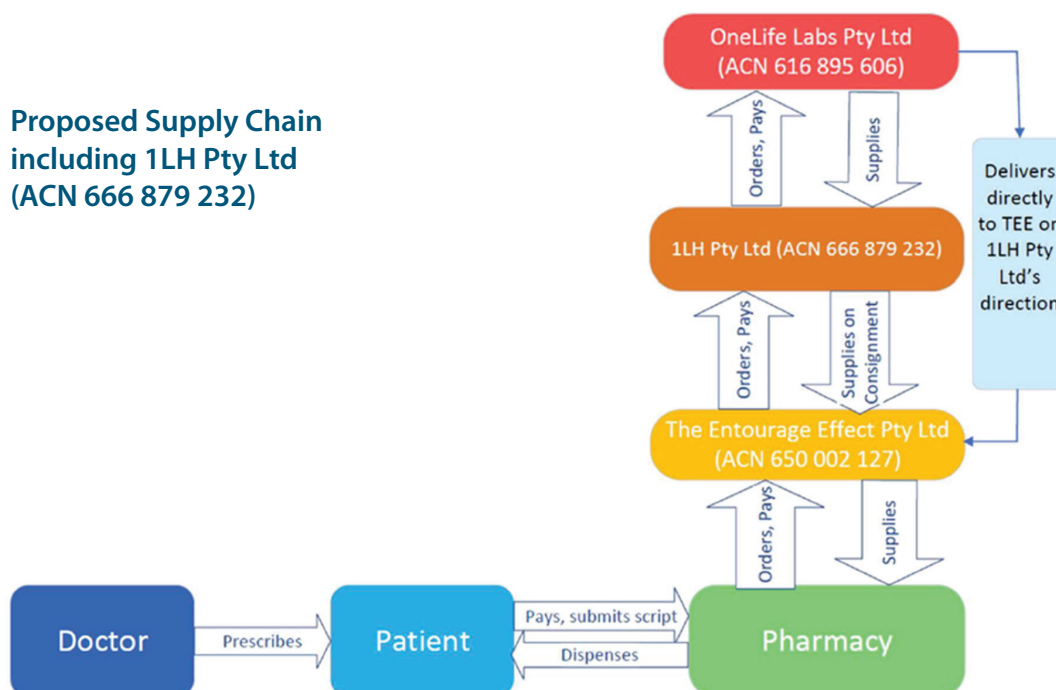 Proposed Supply Chain
including 1LH Pty Ltd
(ACN 666 879 232)
OneLife Labs Pty Ltd
(ACN 616 895 606)
Orders, Pays
Supplies
Delivers
directly
to TEE on
1LH Pty
Ltd's
direction
1LH Pty Ltd (ACN 666 879 232)
Orders, Pays
Supplies on
Consignment
The Entourage Effect Pty Ltd
(ACN 650 002 127)
Orders, Pays
Supplies
Doctor
Prescribes
Patient
Pays, submits script
Dispenses
Pharmacy